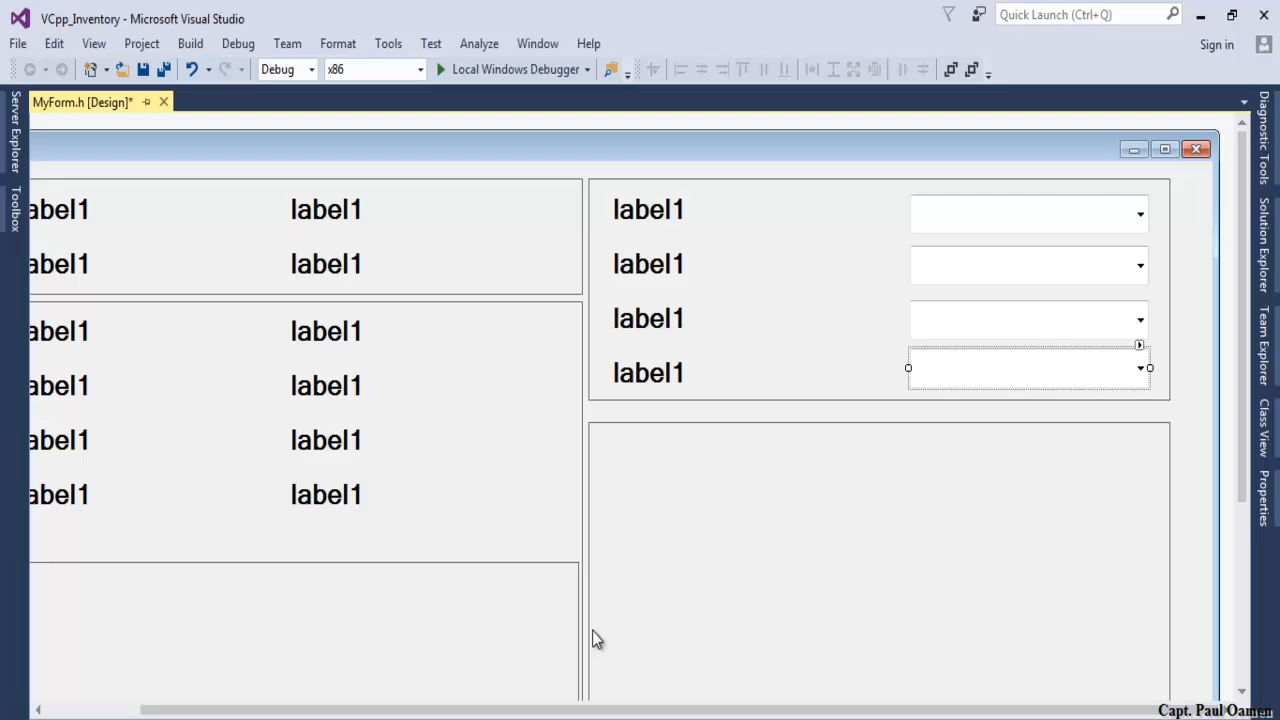 VCpp_Inventory - Microsoft Visual Studio
Quick Launch (Ctrl+Q)
File Edit View Project Build Debug Team Format Tools Test Analyze Window Help
Sign in
Debug x86 Local Windows Debugger
MyForm.h [Design]*
Server Explorer
Toolbox
abel1 label1
abel1 label1
abel1 label1
abel1 label1
abel1 label1
abel1 label1
label1
label1
label1
label1
Diagnostic Tools
Solution Explorer
Team Explorer
Class View
Properties
Capt. Paul Oamen